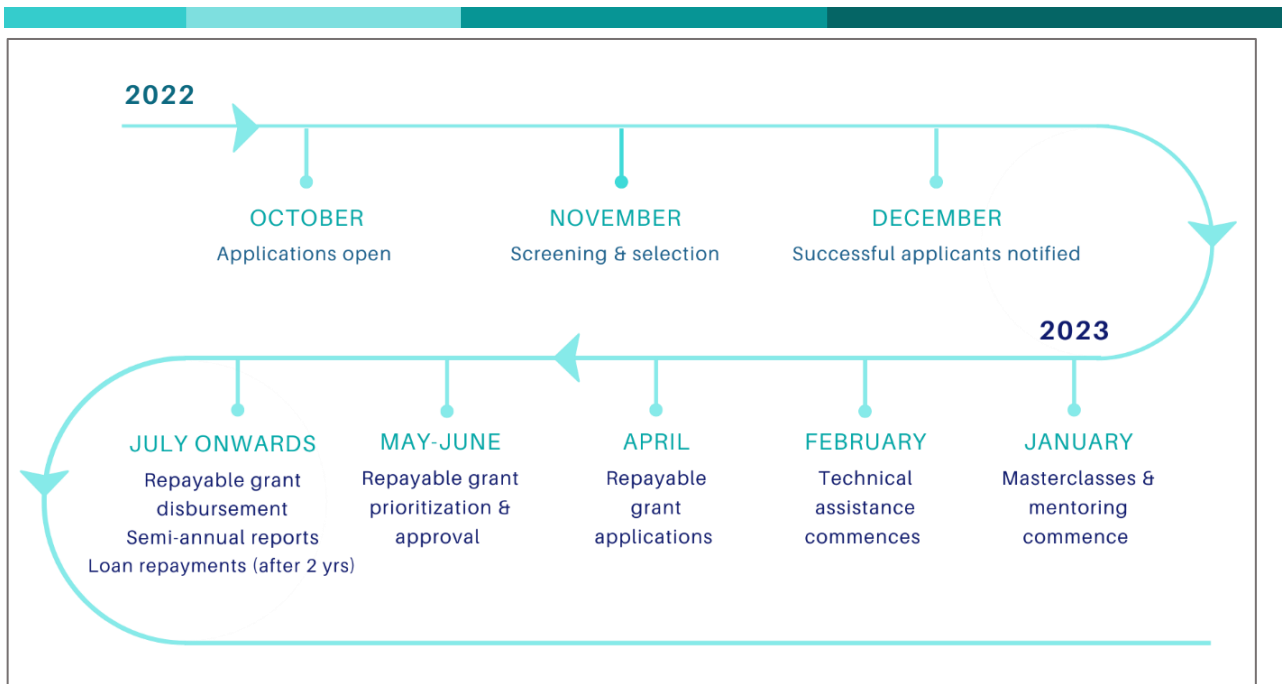 2022
OCTOBER
Applications open
NOVEMBER
Screening & selection
DECEMBER
Successful applicants notified
2023
JANUARY
Masterclasses &
mentoring
commence
FEBRUARY
Technical
assistance
commences
APRIL
Repayable
grant
applications
MAY-JUNE
Repayable grant
prioritization &
approval
JULY ONWARDS
Repayable grant
disbursement
Semi-annual reports
Loan repayments (after 2 yrs)